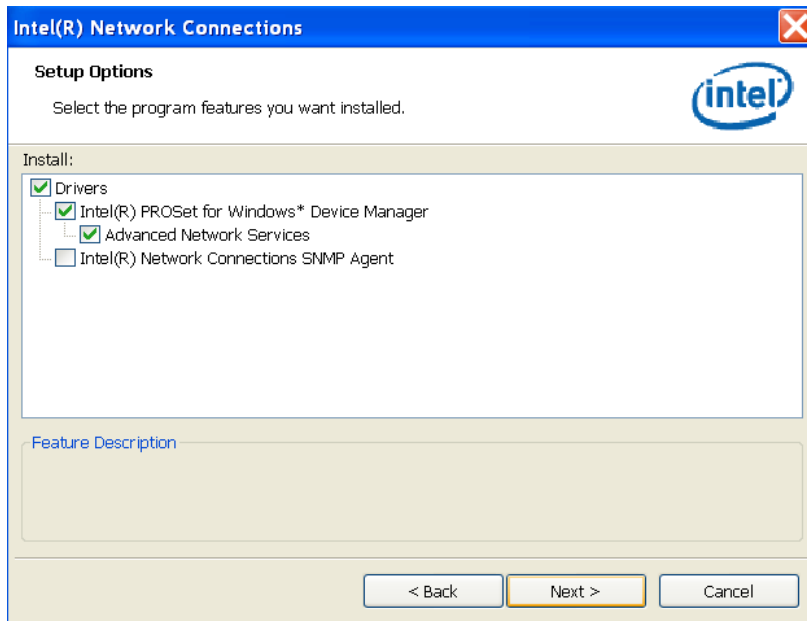 Intel(R) Network Connections
Setup Options
Select the program features you want installed.
intel
Install:
Drivers
Intel(R) PROSet for Windows* Device Manager
Advanced Network Services
Intel(R) Network Connections SNMP Agent
Feature Description
< Back
Next >
Cancel